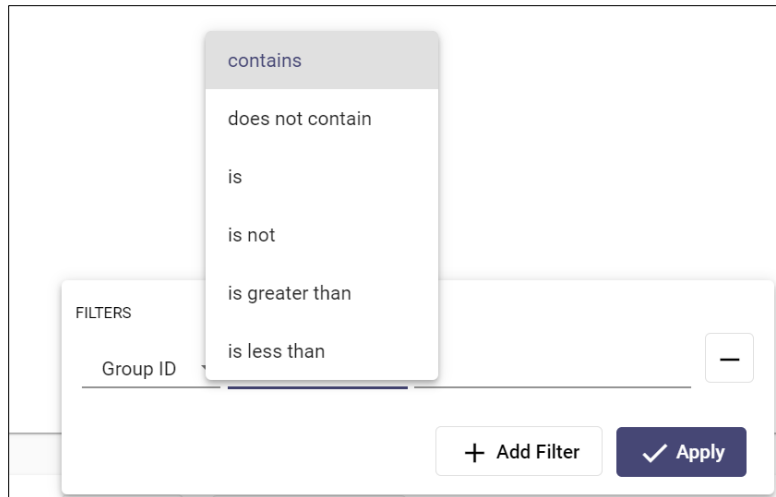 contains
does not contain
is
is not
is greater than
is less than
FILTERS
Group ID
Add Filter
Apply